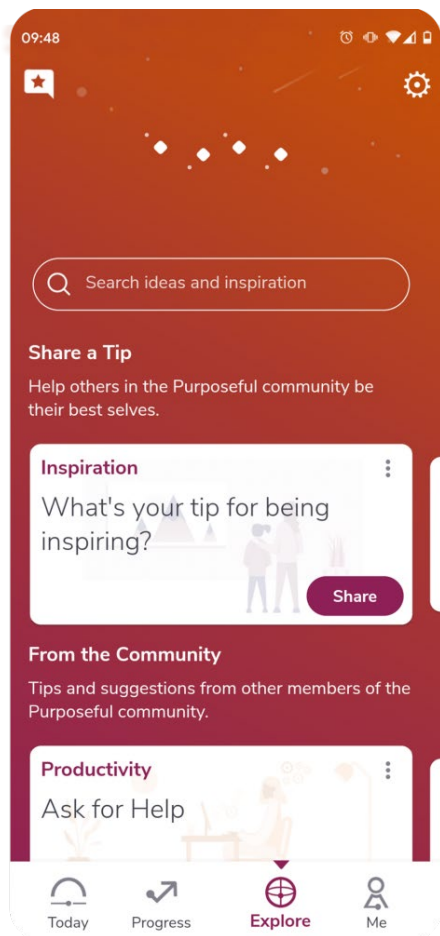 09:48
Search ideas and inspiration
Share a Tip
Help others in the Purposeful community be
their best selves.
Inspiration
What's your tip for being
inspiring?
Share
From the Community
Tips and suggestions from other members of the
Purposeful community.
Productivity
Ask for Help
Today
Progress
Explore
Me